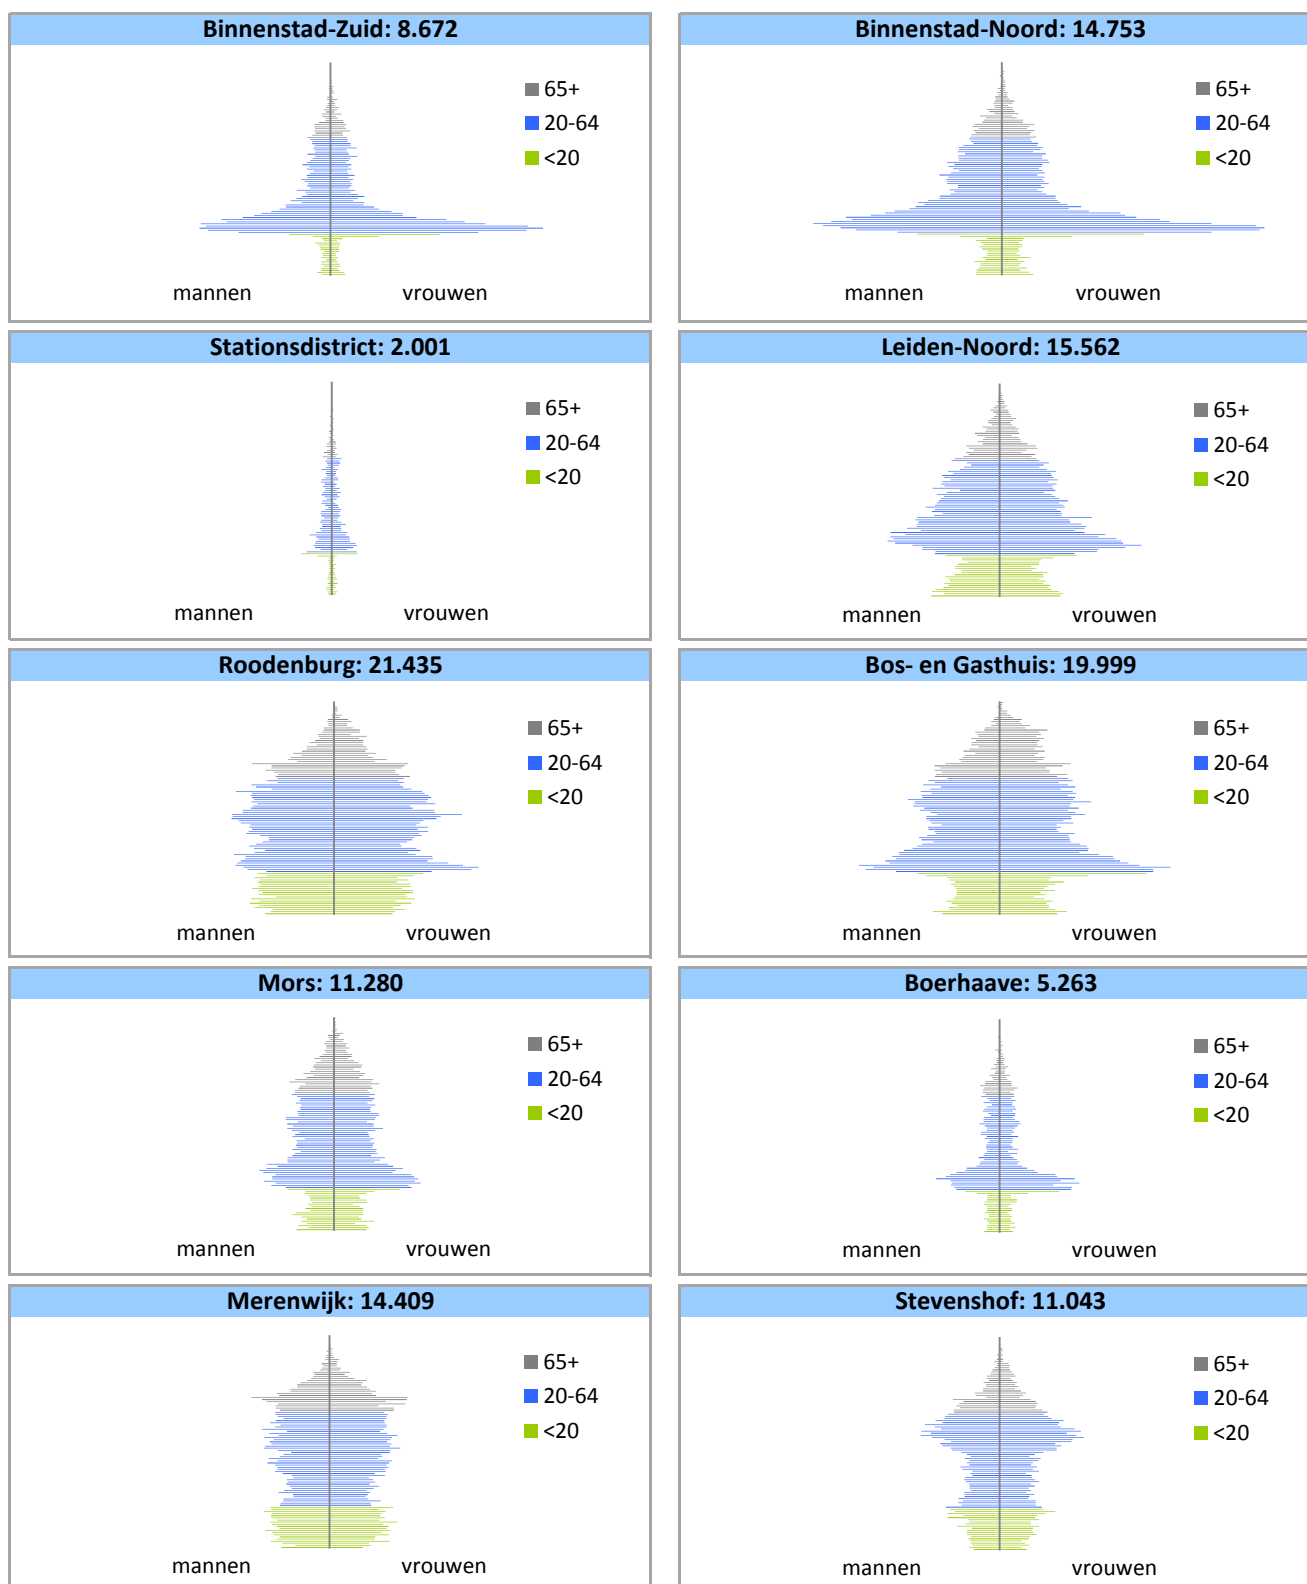 Binnenstad-Zuid: 8.672
65+
20-64
<20
mannen vrouwen
Binnenstad-Noord: 14.753
65+
20-64
<20
mannen vrouwen
Stationsdistrict: 2.001
65+
20-64
<20
mannen vrouwen
Leiden-Noord: 15.562
65+
20-64
<20
mannen vrouwen
Roodenburg: 21.435
65+
20-64
<20
mannen vrouwen
Bos- en Gasthuis: 19.999
65+
20-64
<20
mannen vrouwen
Mors: 11.280
65+
20-64
<20
mannen vrouwen
Boerhaave: 5.263
65+
20-64
<20
mannen vrouwen
Merenwijk: 14.409
65+
20-64
<20
mannen vrouwen
Stevenshof: 11.043
65+
20-64
<20
mannen vrouwen